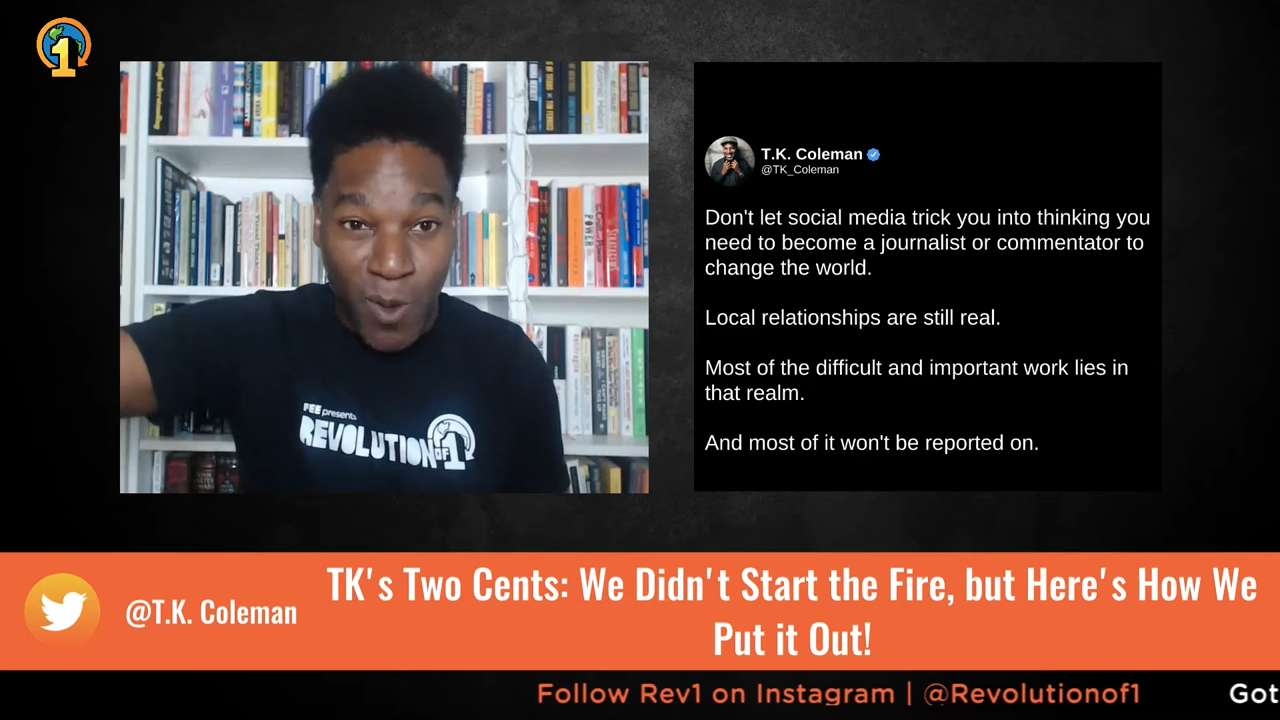 1
T.K. Coleman
@TK_Coleman
Don't let social media trick you into thinking you
need to become a journalist or commentator to
change the world.
Local relationships are still real.
Most of the difficult and important work lies in
that realm.
And most of it won't be reported on.
MASTERY
POWER
FEE presents
REVOLUTION OF 1
@T.K. Coleman
TK's Two Cents: We Didn't Start the Fire, but Here's How We
Put it Out!
Follow Rev1 on Instagram | @Revolutionof1
Got